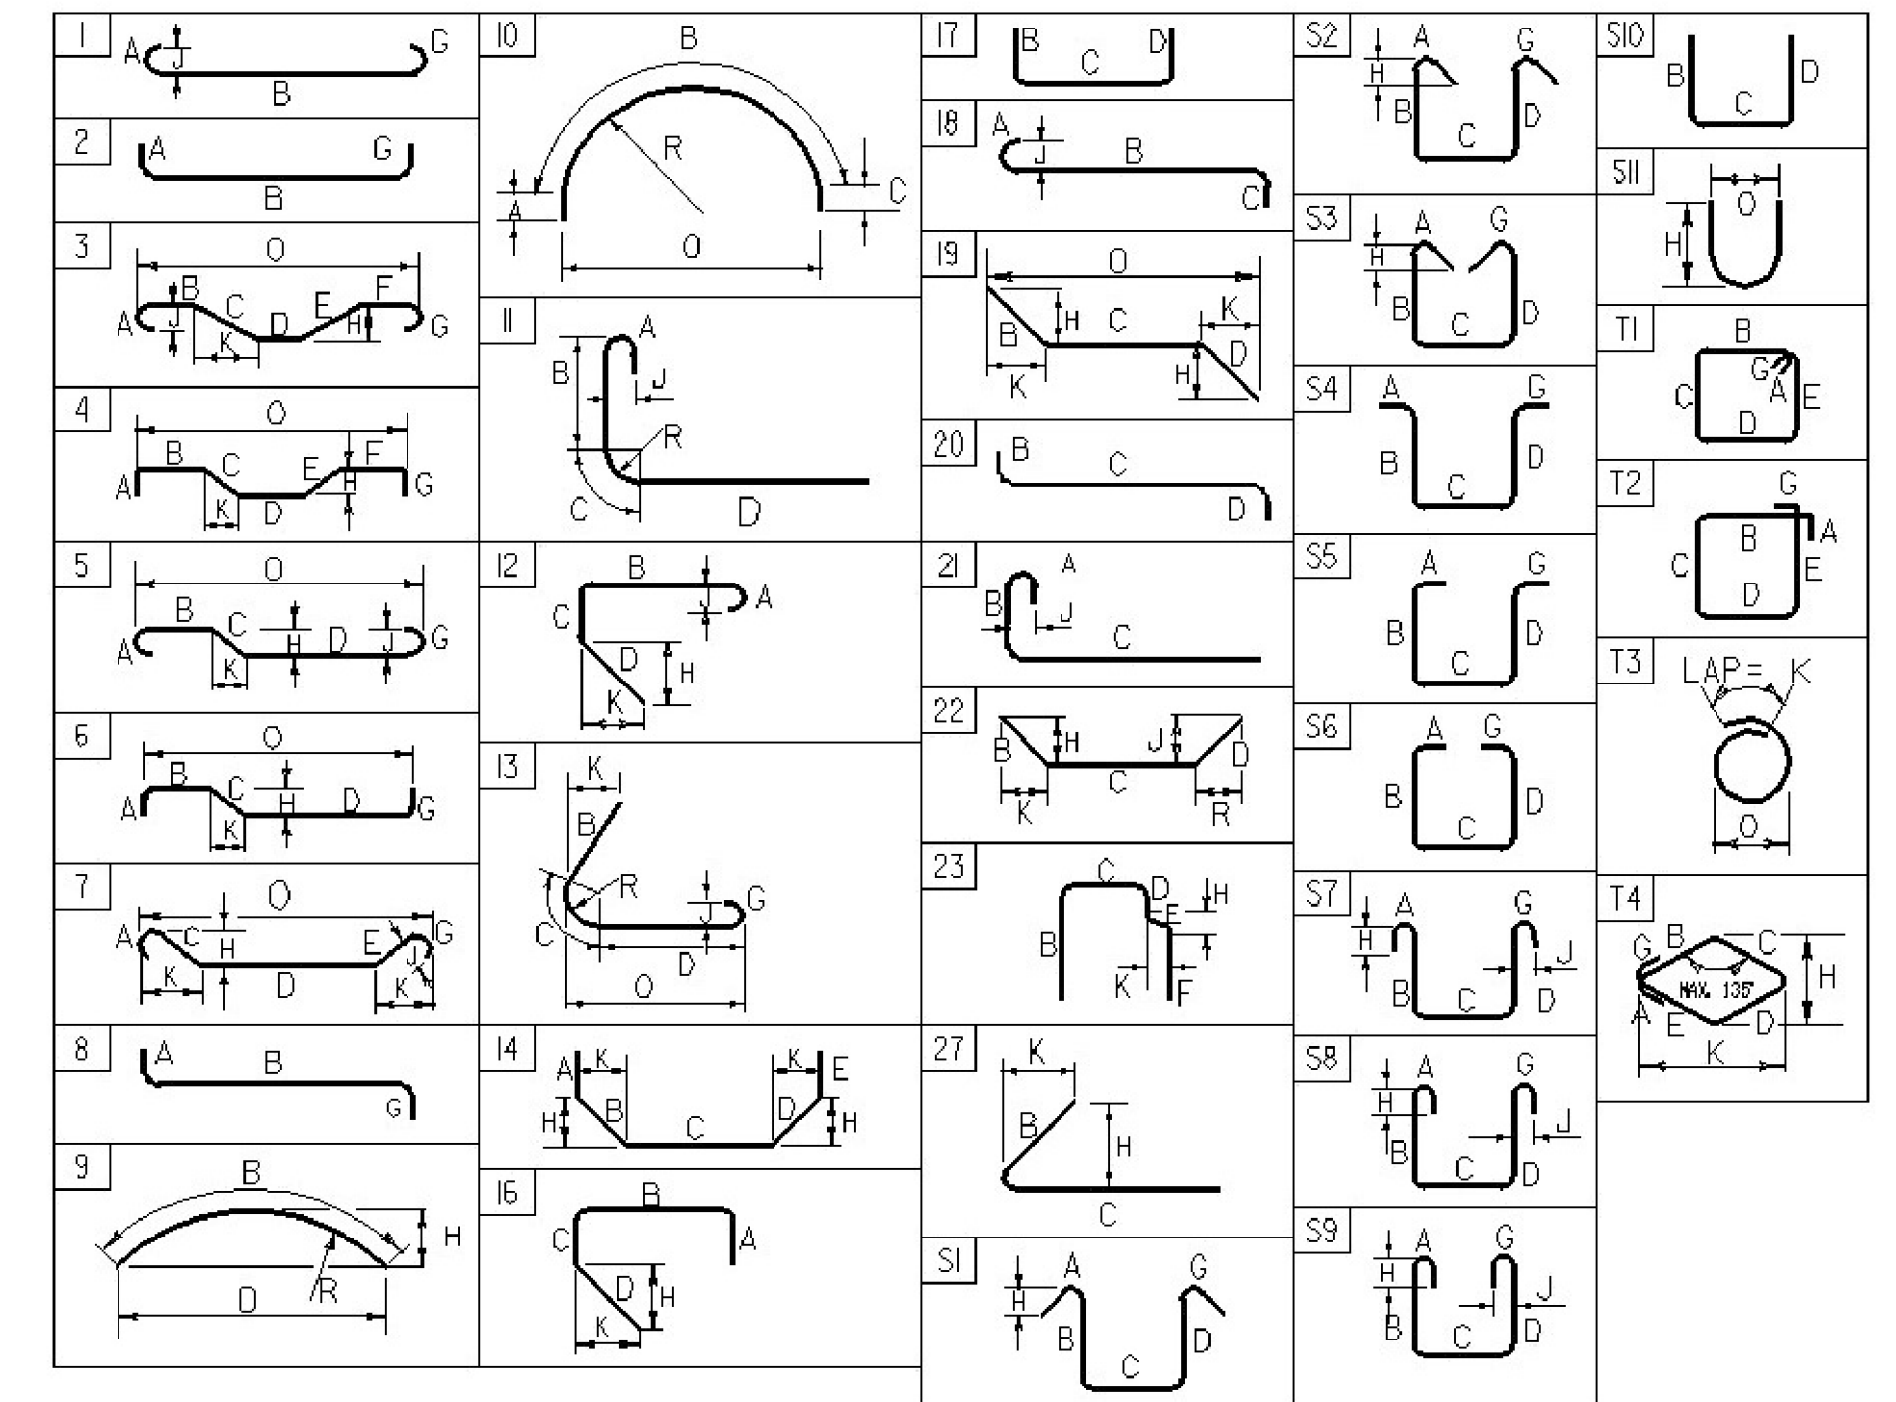 1
A J G
B
2
A G
B
3
O
B C E F
A J D H G
K
4
O
B C E F
A H G
K D
5
O
B C D
A H J G
K
6
O
B C D
A H G
K
7
O
A C H E G
J
K D K
8
A B
G
9
B
H
R
O
10
B
R
A C
O
11
A
B J
R
C D
12
B
C J A
D H
K
13
K
B
R G
J
C D
O
14
A K K E
H B C D H
16
B
C A
D H
K
17
B D
C
18
A J B
C
19
O
H C K
B D
K H
20
B C
D
21
A
B J
C
22
B H J D
C
K R
23
C D H
E
B
K F
27
K
B H
C
S1
A G
H
B D
C
S2
A G
H
B D
C
S3
A G
H
B D
C
S4
A G
B D
C
S5
A G
B D
C
S6
A G
B D
C
S7
A G
H J
B C D
S8
A G
H J
B C D
S9
A G
H J
B C D
S10
B D
C
S11
O
H
T1
B
G
C A E
D
T2
G
B A
C E
D
T3
LAP= K
O
T4
G B C
MAX. 135° H
A E D
K